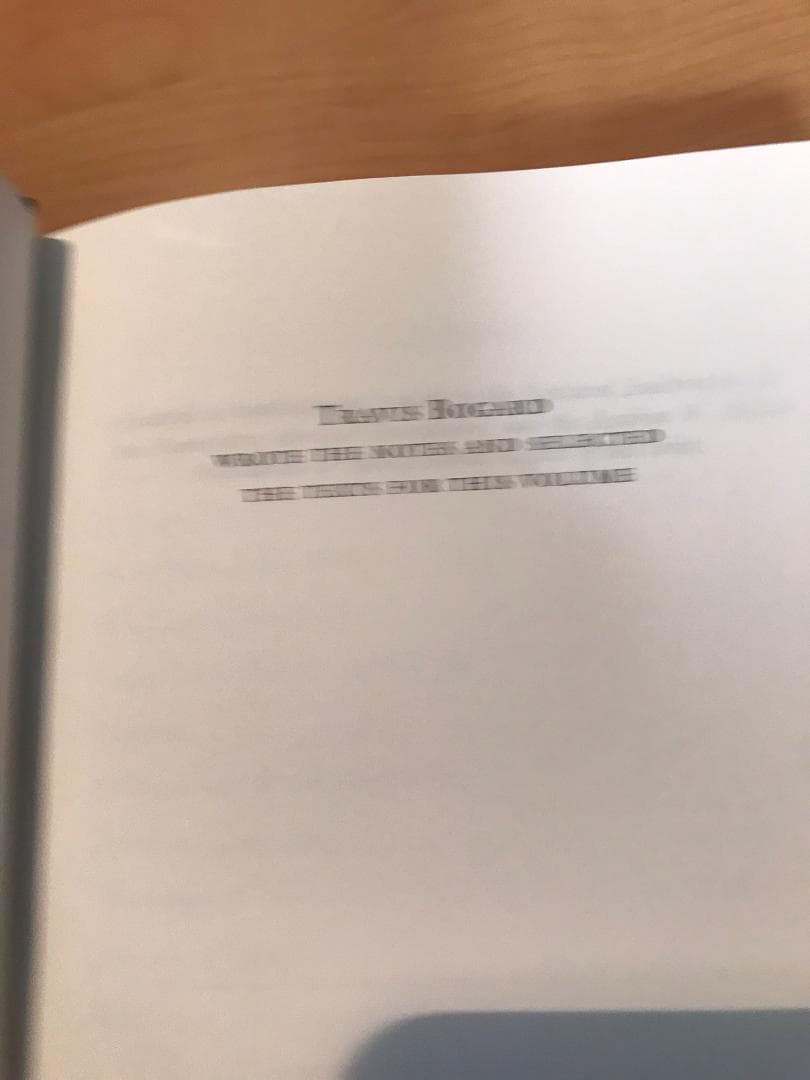 TRAVIS BOGARD
WROTE THE NOTES AND SELECTED
THE TEXTS FOR THIS VOLUME